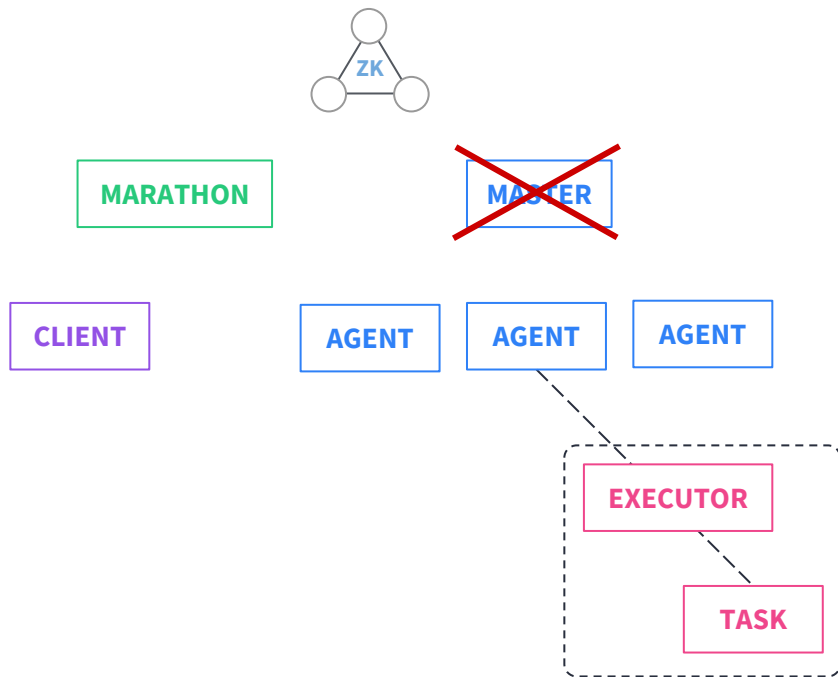 ZK
MARATHON
MASTER
CLIENT
AGENT
AGENT
AGENT
EXECUTOR
TASK